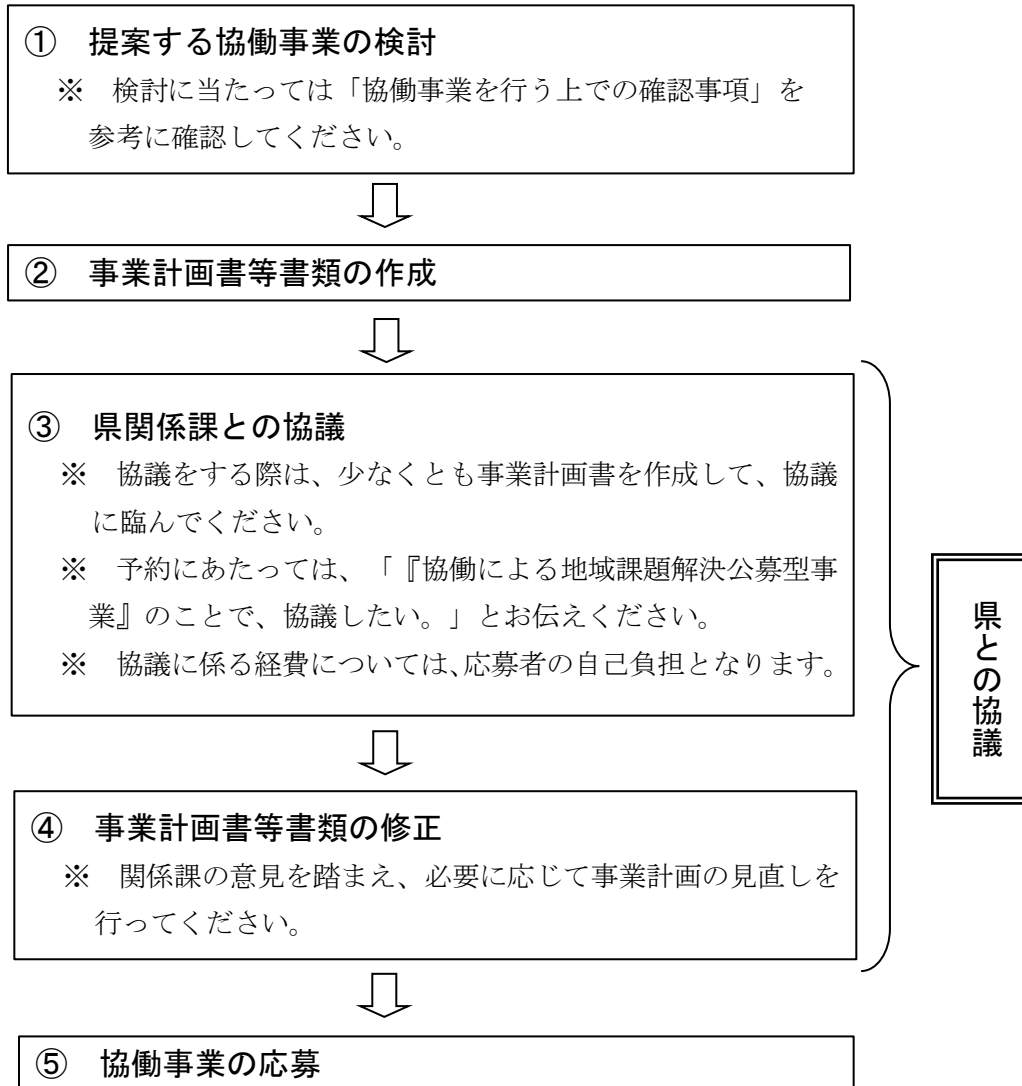 ① 提案する協働事業の検討
※ 検討に当たっては「協働事業を行う上での確認事項」を
参考に確認してください。
② 事業計画書等書類の作成
③ 県関係課との協議
※ 協議をする際は、少なくとも事業計画書を作成して、協議
に臨んでください。
※ 予約にあたっては、「『協働による地域課題解決公募型事
業』のことで、協議したい。」とお伝えください。
※ 協議に係る経費については、応募者の自己負担となります。
県との協議
④ 事業計画書等書類の修正
※ 関係課の意見を踏まえ、必要に応じて事業計画の見直しを
行ってください。
⑤ 協働事業の応募